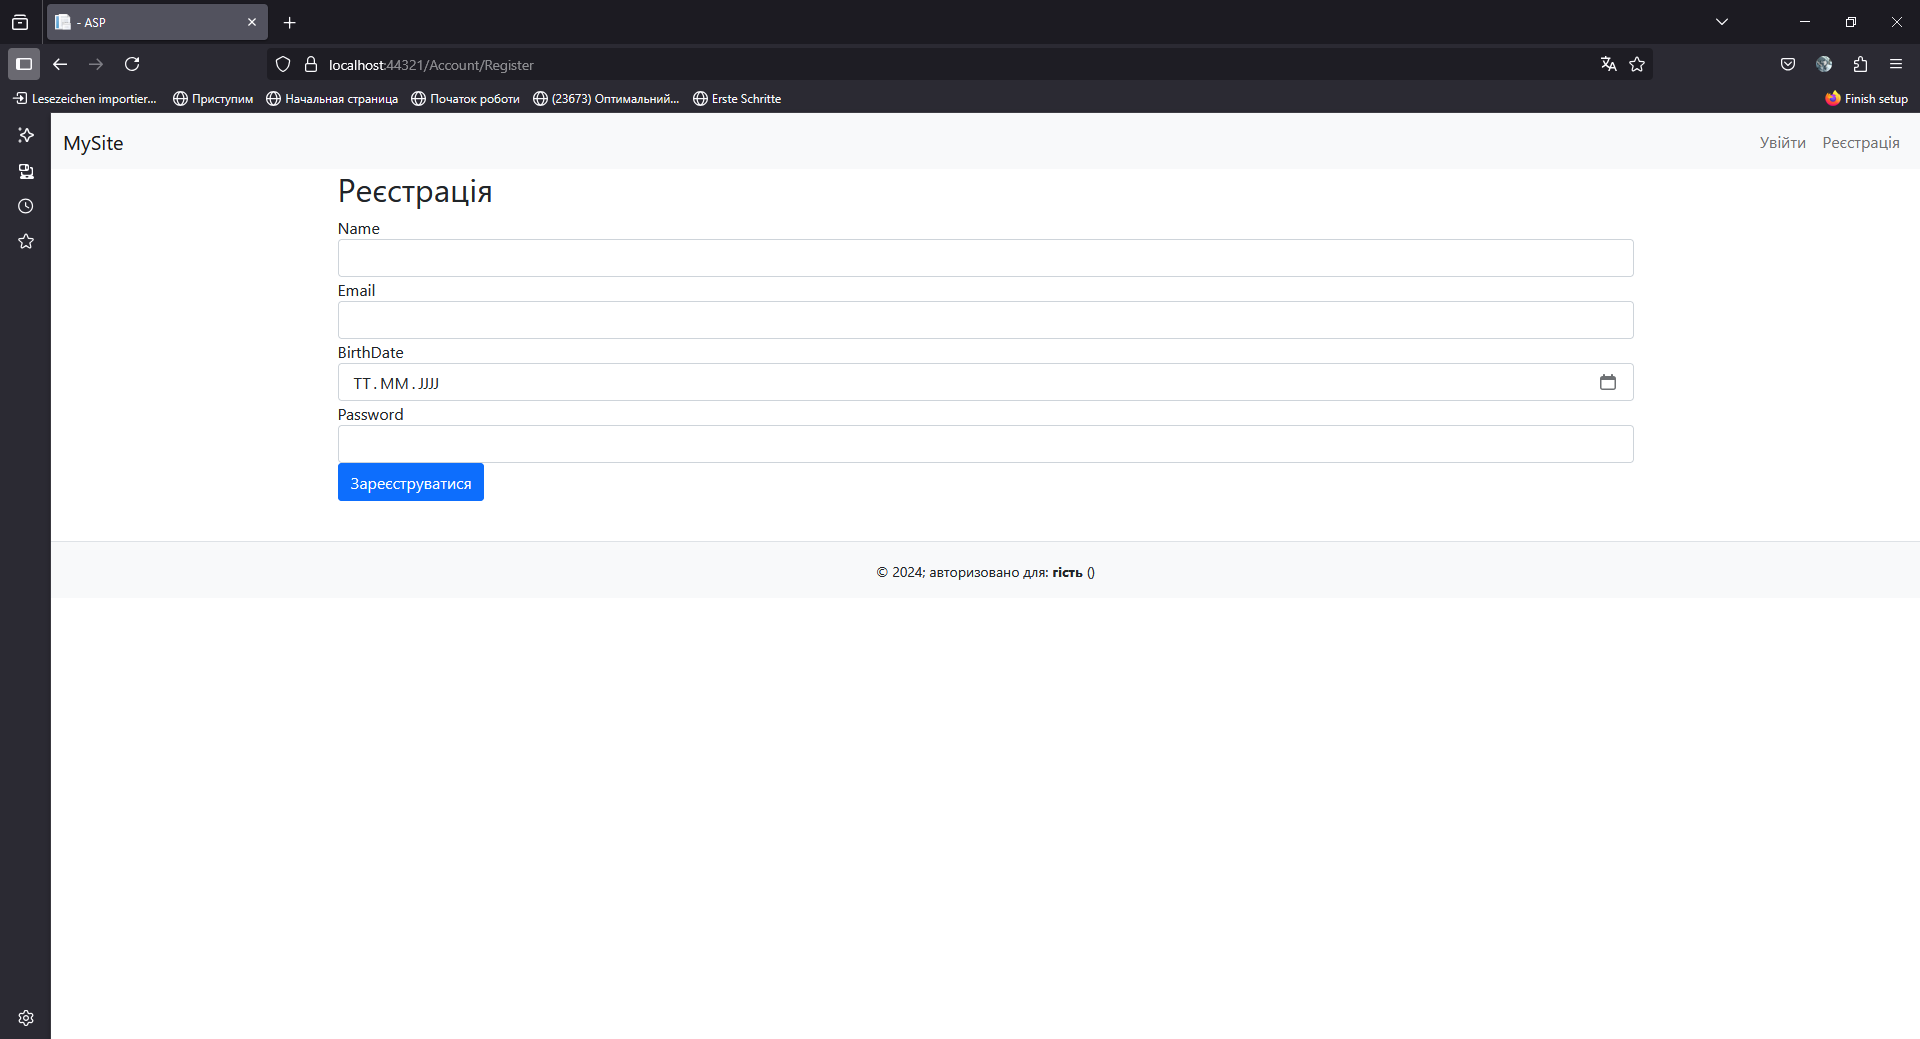 - ASP
localhost:44321/Account/Register
Lesezeichen importier...
Приступим
Начальная страница
Початок роботи
(23673) Оптимальний...
Erste Schritte
Finish setup
MySite
Увійти
Реєстрація
Реєстрація
Name
Email
BirthDate
TT.MM.JJJJ
Password
Зареєструватися
© 2024; авторизовано для: гість ()